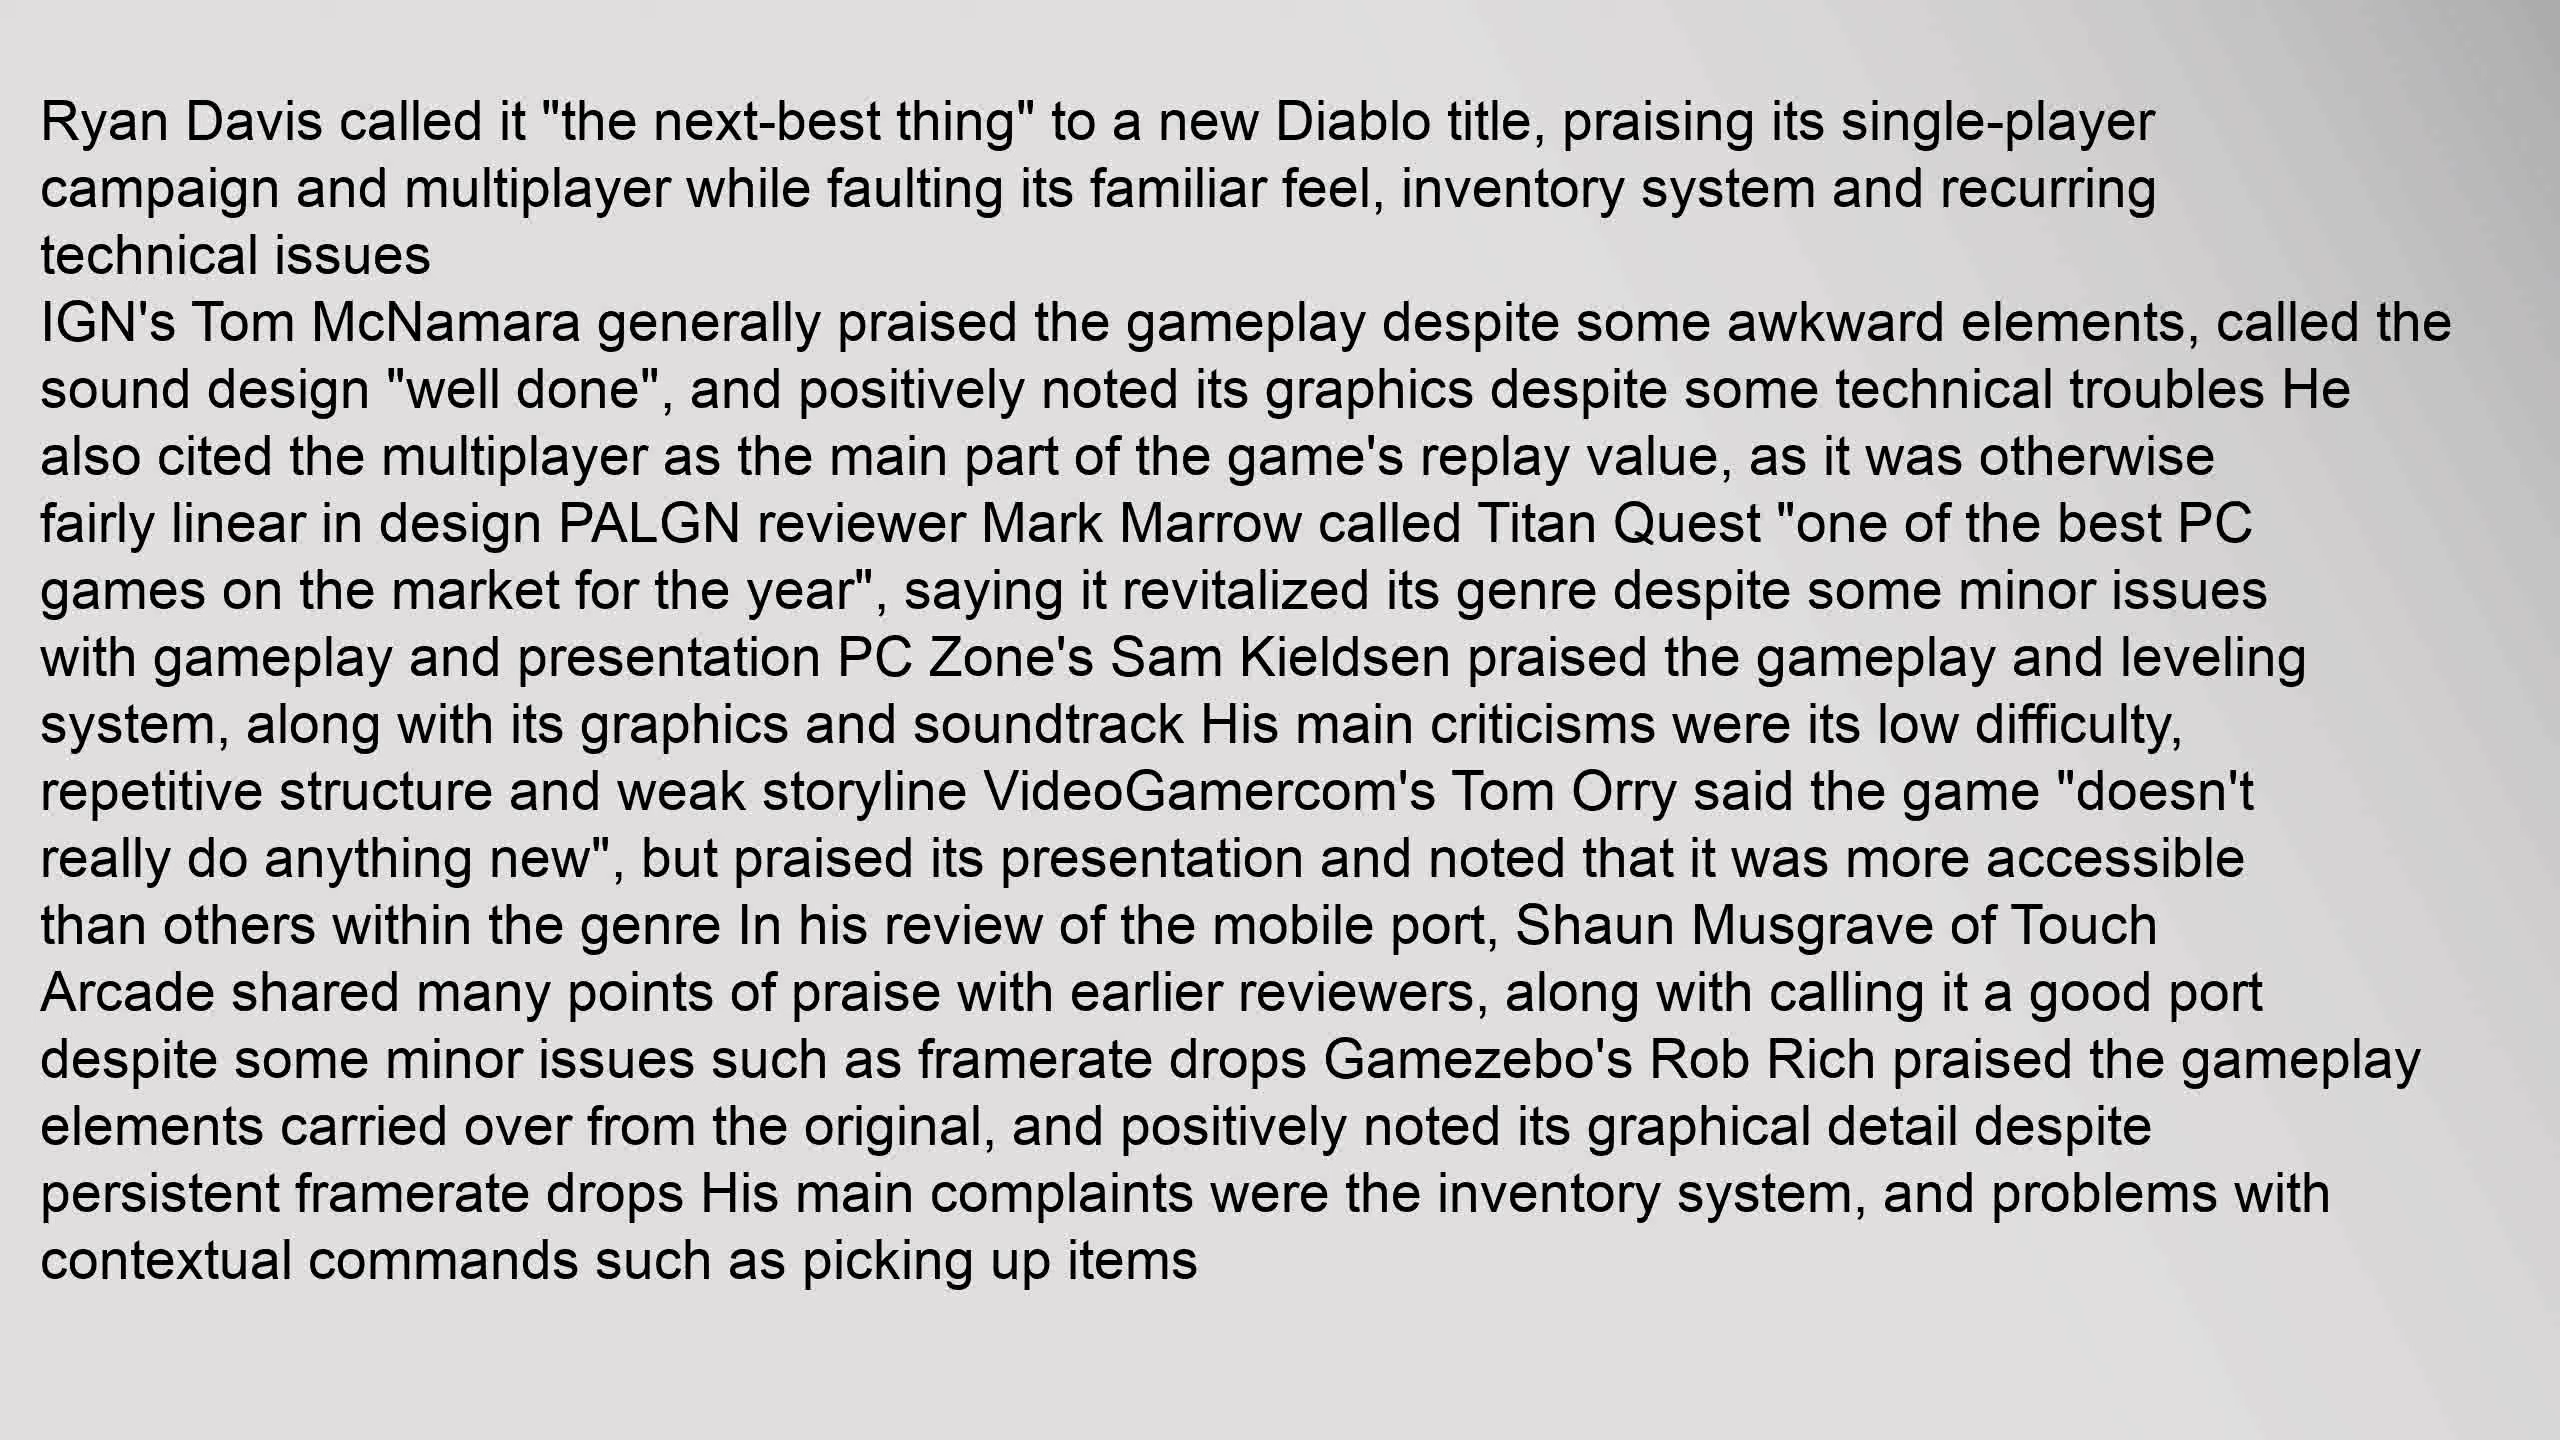 Ryan Davis called it "the next-best thing" to a new Diablo title, praising its single-player
campaign and multiplayer while faulting its familiar feel, inventory system and recurring
technical issues
IGN's Tom McNamara generally praised the gameplay despite some awkward elements, called the
sound design "well done", and positively noted its graphics despite some technical troubles He
also cited the multiplayer as the main part of the game's replay value, as it was otherwise
fairly linear in design PALGN reviewer Mark Marrow called Titan Quest "one of the best PC
games on the market for the year", saying it revitalized its genre despite some minor issues
with gameplay and presentation PC Zone's Sam Kieldsen praised the gameplay and leveling
system, along with its graphics and soundtrack His main criticisms were its low difficulty,
repetitive structure and weak storyline VideoGamercom's Tom Orry said the game "doesn't
really do anything new", but praised its presentation and noted that it was more accessible
than others within the genre In his review of the mobile port, Shaun Musgrave of Touch
Arcade shared many points of praise with earlier reviewers, along with calling it a good port
despite some minor issues such as framerate drops Gamezebo's Rob Rich praised the gameplay
elements carried over from the original, and positively noted its graphical detail despite
persistent framerate drops His main complaints were the inventory system, and problems with
contextual commands such as picking up items